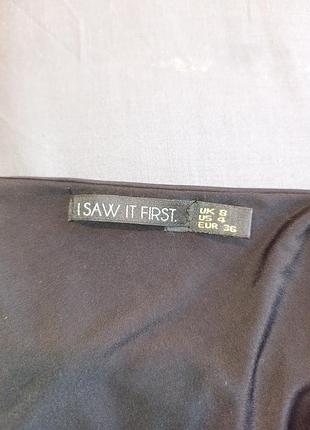 I SAW IT FIRST.
UK 8
US 4
EUR 36